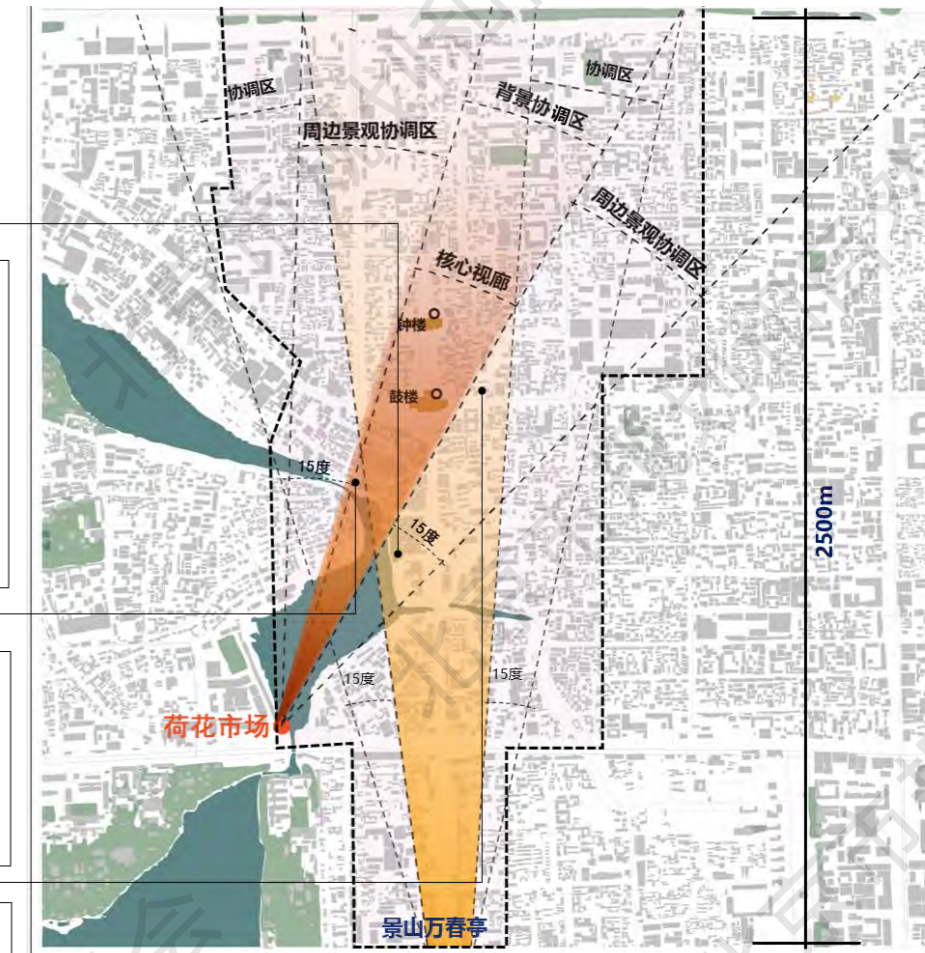 协调区
协调区
背景协调区
周边景观协调区
周边景观协调区
核心视廊
钟楼
鼓楼
15度
15度
2500m
15度
15度
荷花市场
景山万春亭